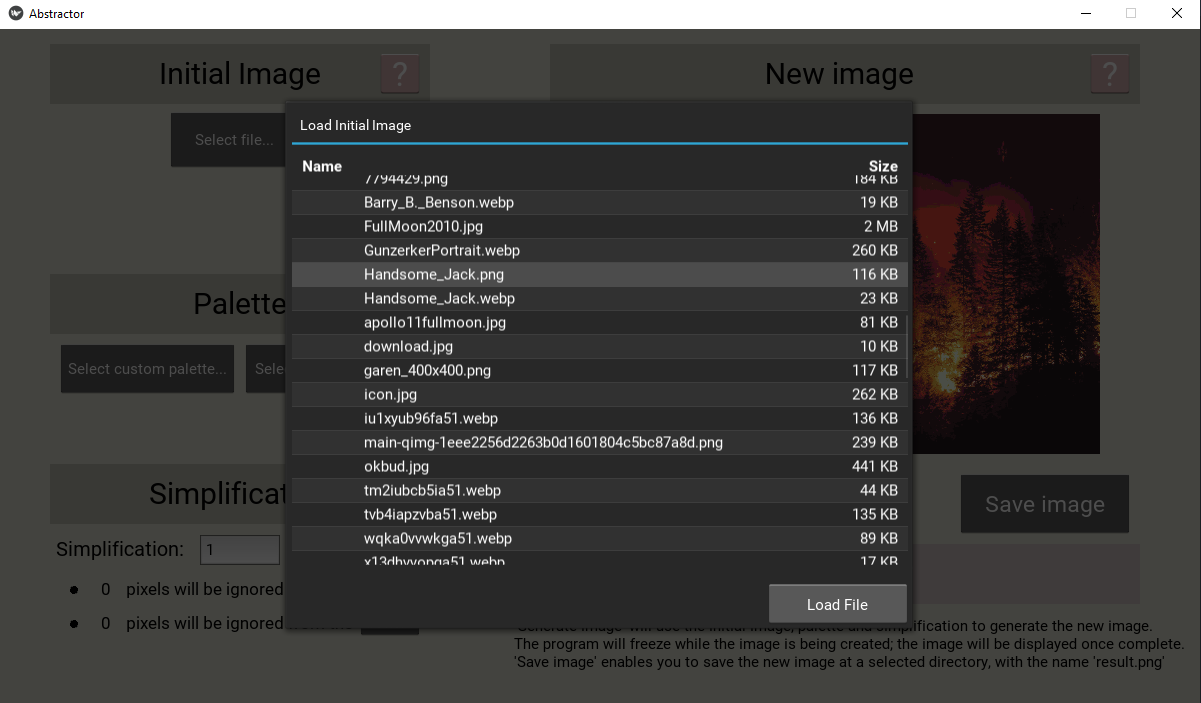 Abstractor
Initial Image
?
New image
?
Select file...
Load Initial Image
Name Size
7794429.png 184 KB
Barry_B._Benson.webp 19 KB
FullMoon2010.jpg 2 MB
GunzerkerPortrait.webp 260 KB
Handsome_Jack.png 116 KB
Handsome_Jack.webp 23 KB
apollo11fullmoon.jpg 81 KB
download.jpg 10 KB
garen_400x400.png 117 KB
icon.jpg 262 KB
iu1xyub96fa51.webp 136 KB
main-qimg-1eee2256d2263b0d1601804c5bc87a8d.png 239 KB
okbud.jpg 441 KB
tm2iubcb5ia51.webp 44 KB
tvb4iapzvba51.webp 135 KB
wqka0vvwkga51.webp 89 KB
17 KB
Load File
Palette
Select custom palette...
Sele
Simplificat
Simplification: 1
0 pixels will be ignored
0 pixels will be ignored
Save image
'Generate image' will use the initial image, palette and simplification to generate the new image.
The program will freeze while the image is being created; the image will be displayed once complete.
'Save image' enables you to save the new image at a selected directory, with the name 'result.png'